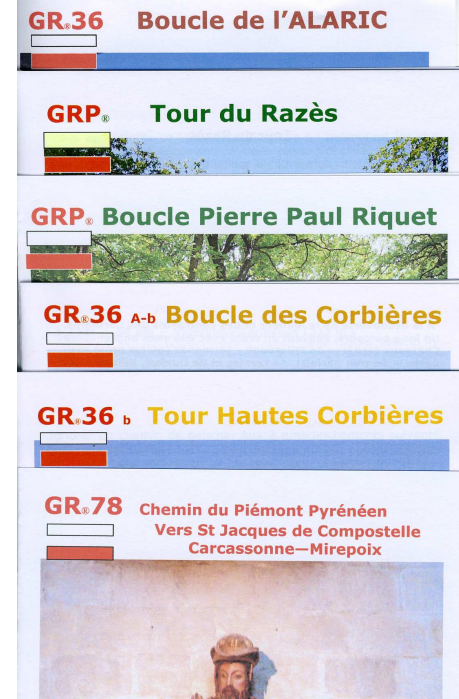 GR®36 Boucle de l'ALARIC
GRP® Tour du Razès
GRP® Boucle Pierre Paul Riquet
GR®36 A-b Boucle des Corbières
GR®36 b Tour Hautes Corbières
GR®78 Chemin du Piémont Pyrénéen
Vers St Jacques de Compostelle
Carcassonne—Mirepoix